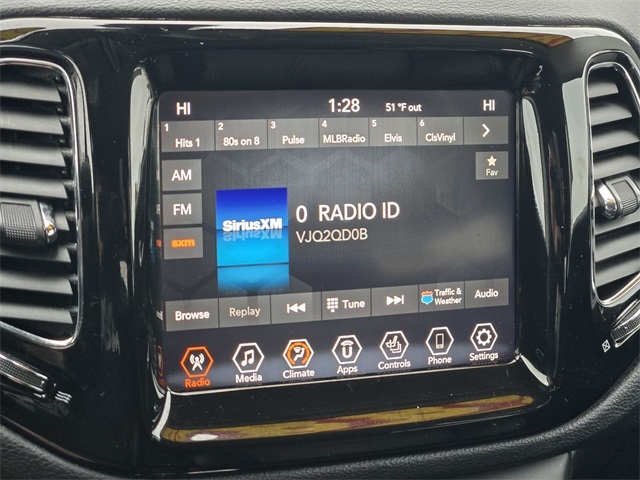 HI 1:28 51 °F out HI
1 Hits 1 2 80s on 8 3 Pulse 4 MLBRadio 5 Elvis 6 ClsVinyl
AM
Fav
FM
SiriusXM
0 RADIO ID
VJQ2QD0B
sxm
Browse Replay Tune Traffic & Weather Audio
Radio Media Climate Apps Controls Phone Settings